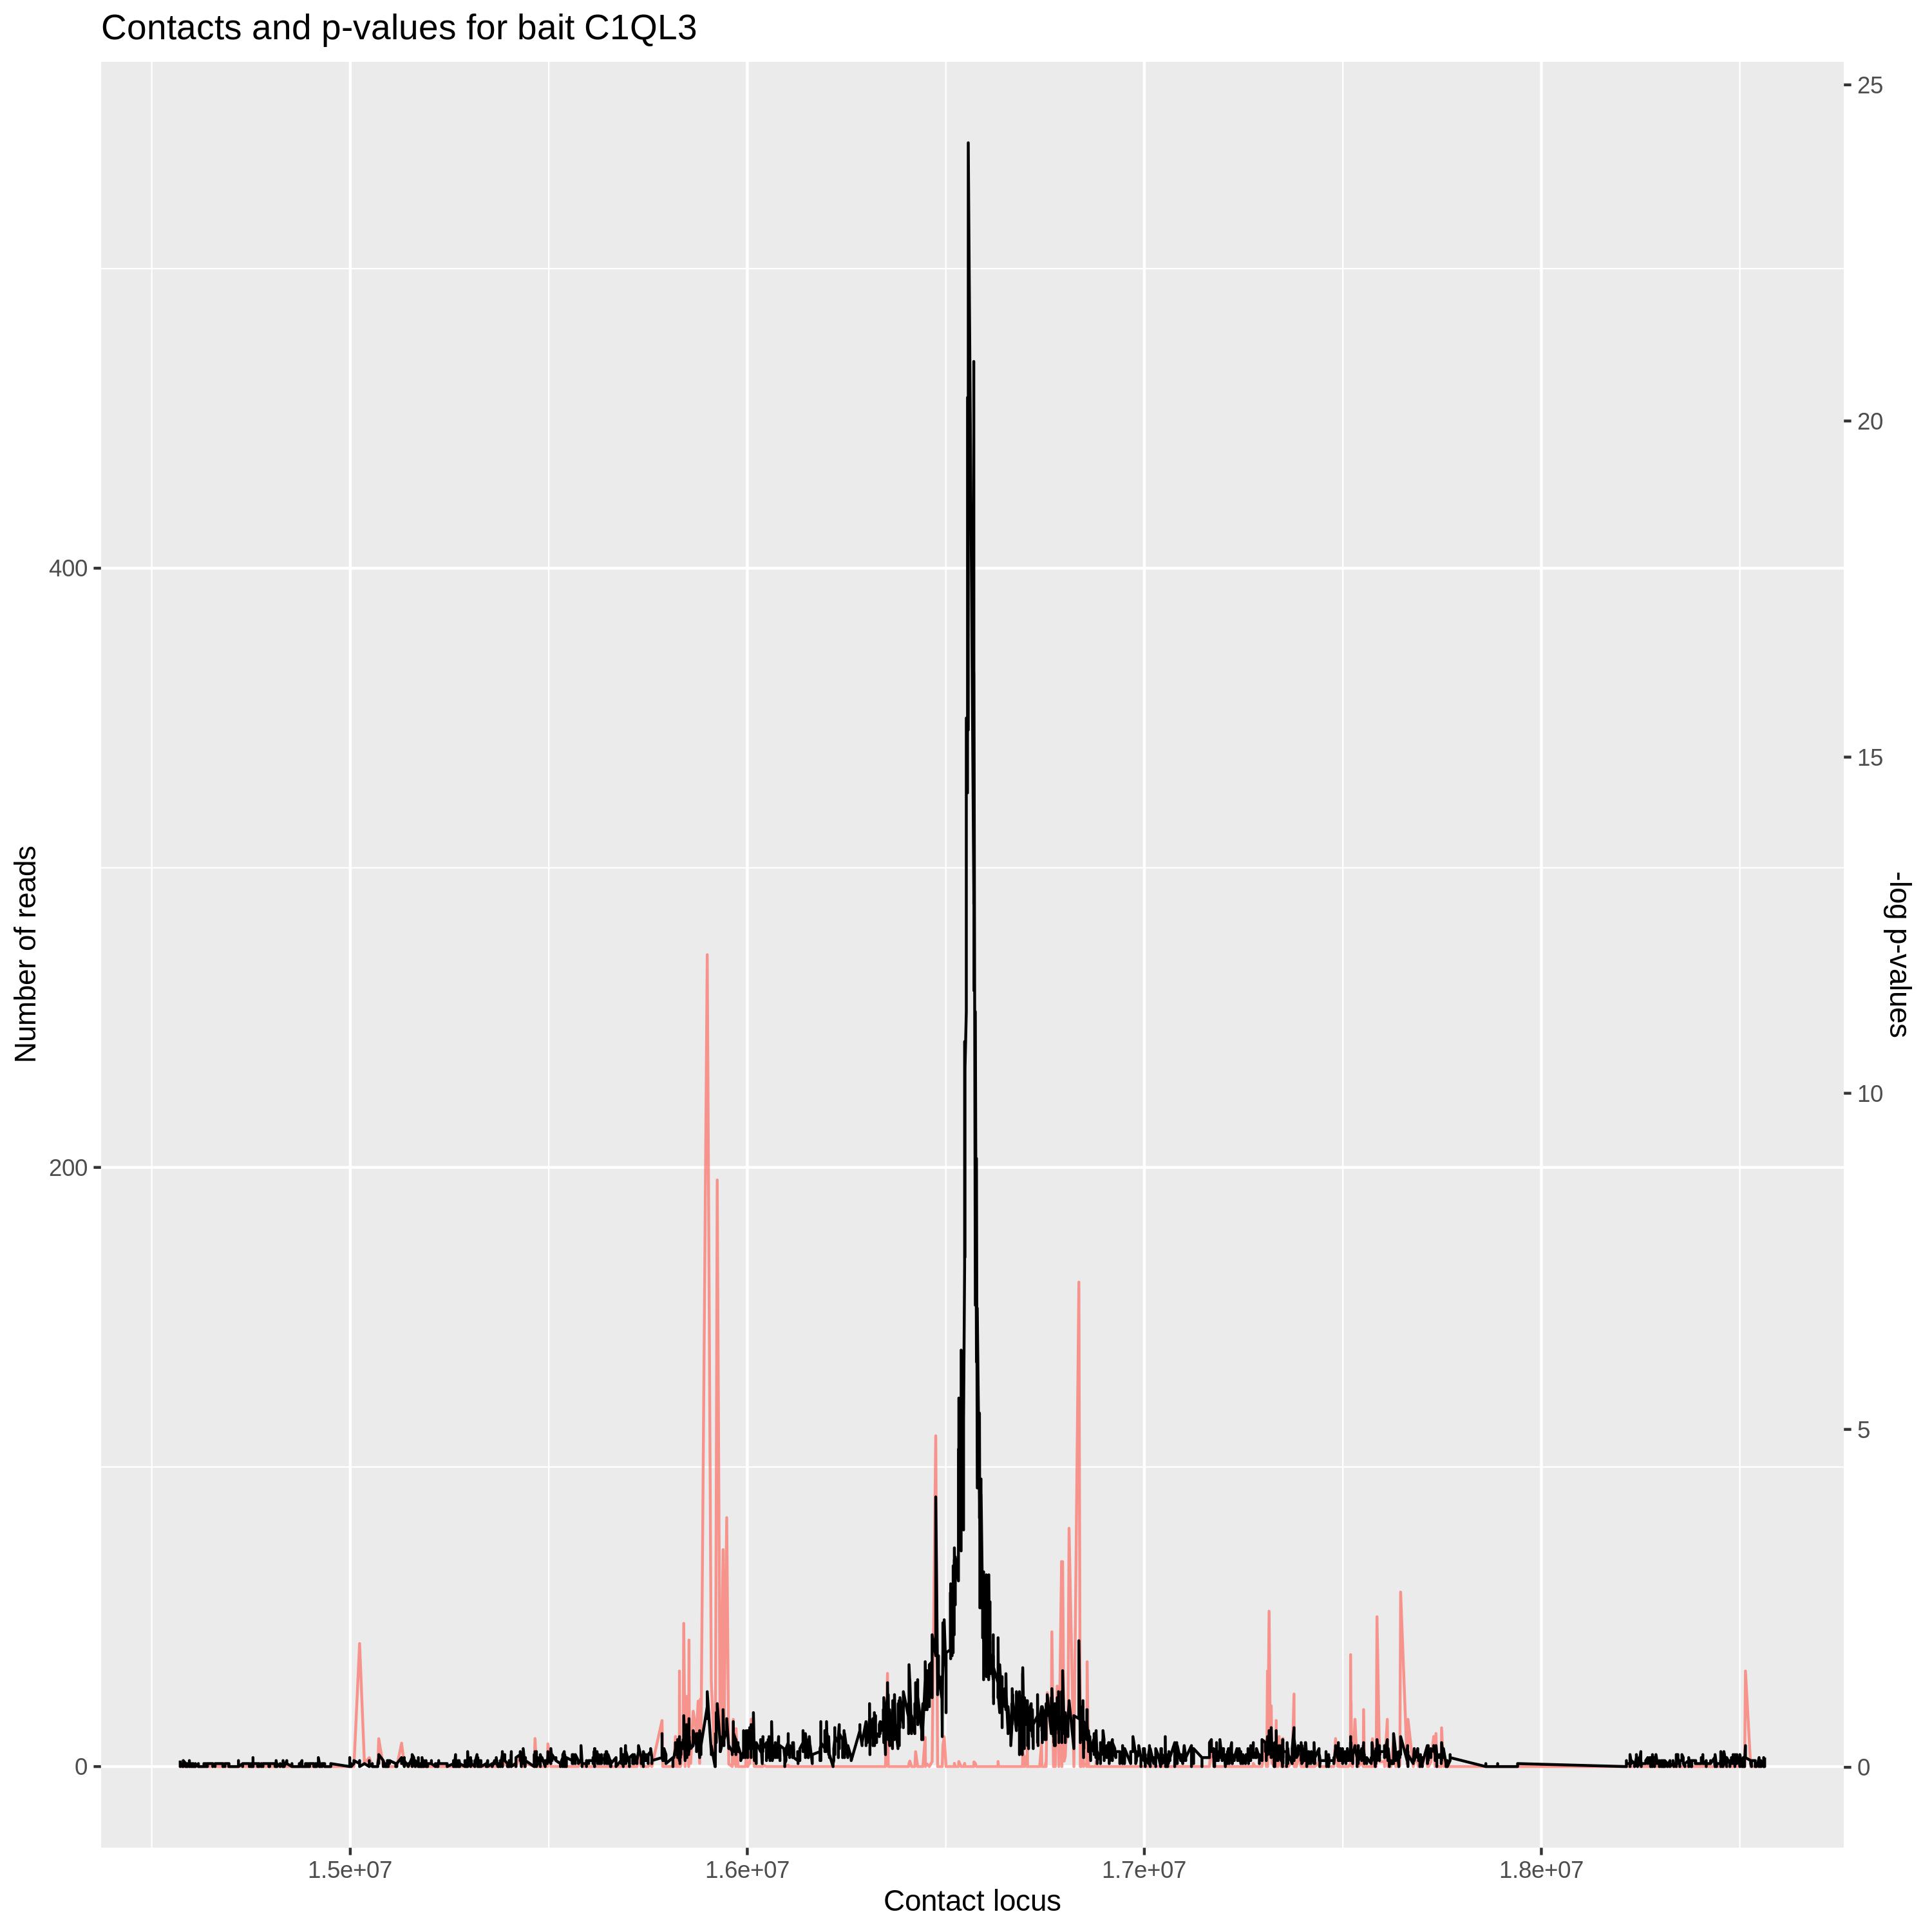 Contacts and p-values for bait C1QL3
Number of reads
400
200
0
25
20
15
10
5
0
-log p-values
1.5e+07
1.6e+07
1.7e+07
1.8e+07
Contact locus